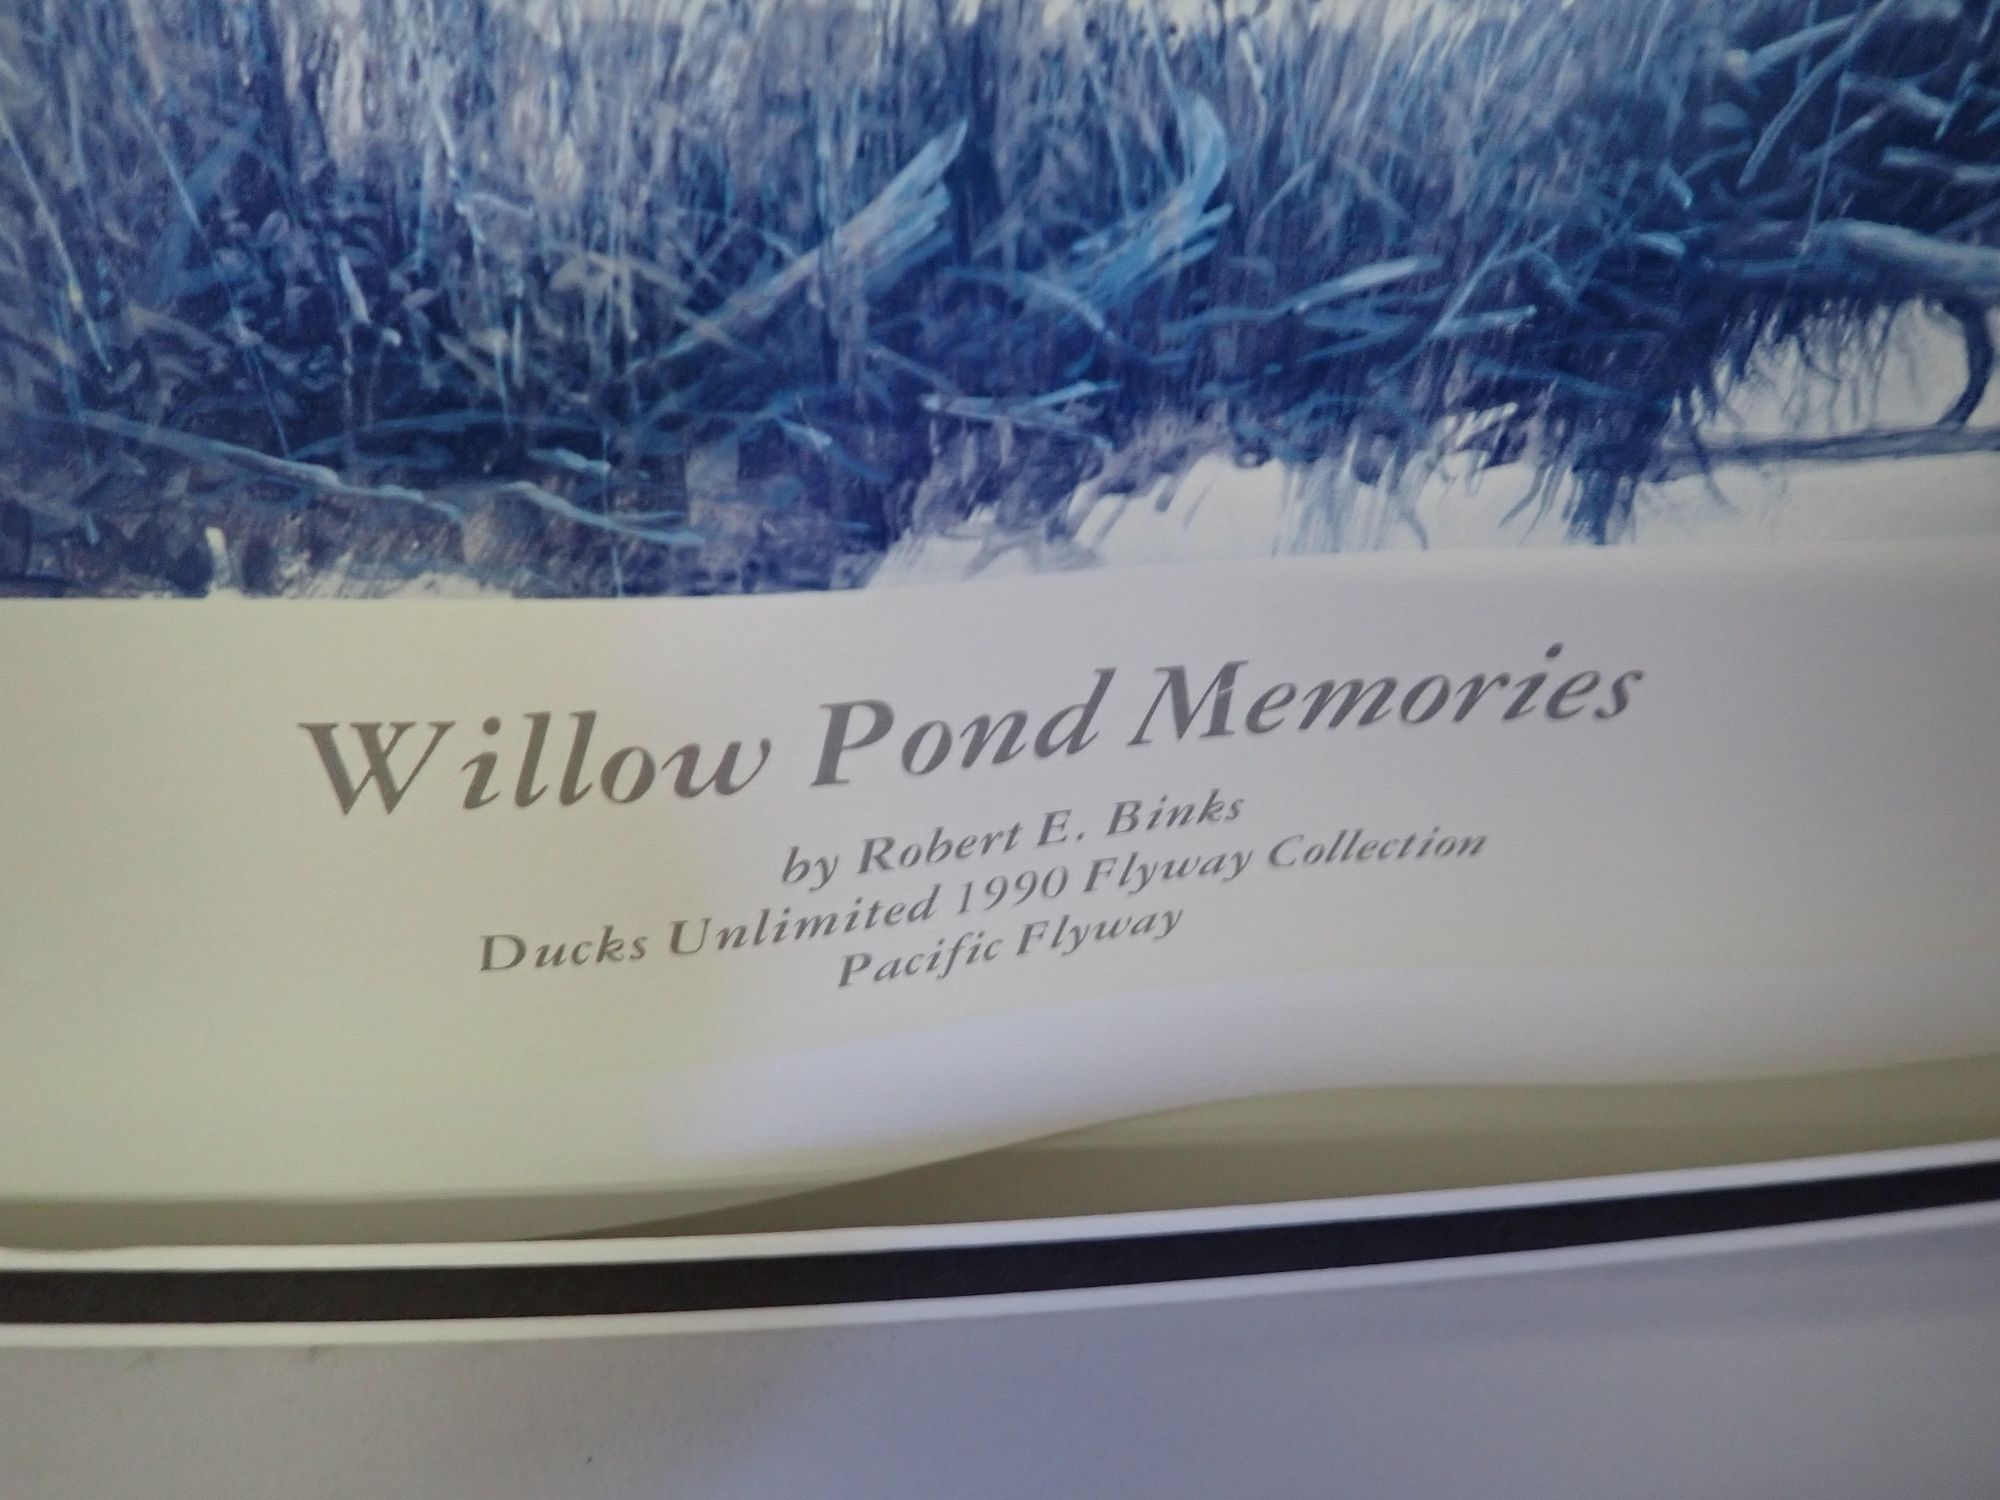 Willow Pond Memories
by Robert E. Binks
Ducks Unlimited 1990 Flyway Collection
Pacific Flyway